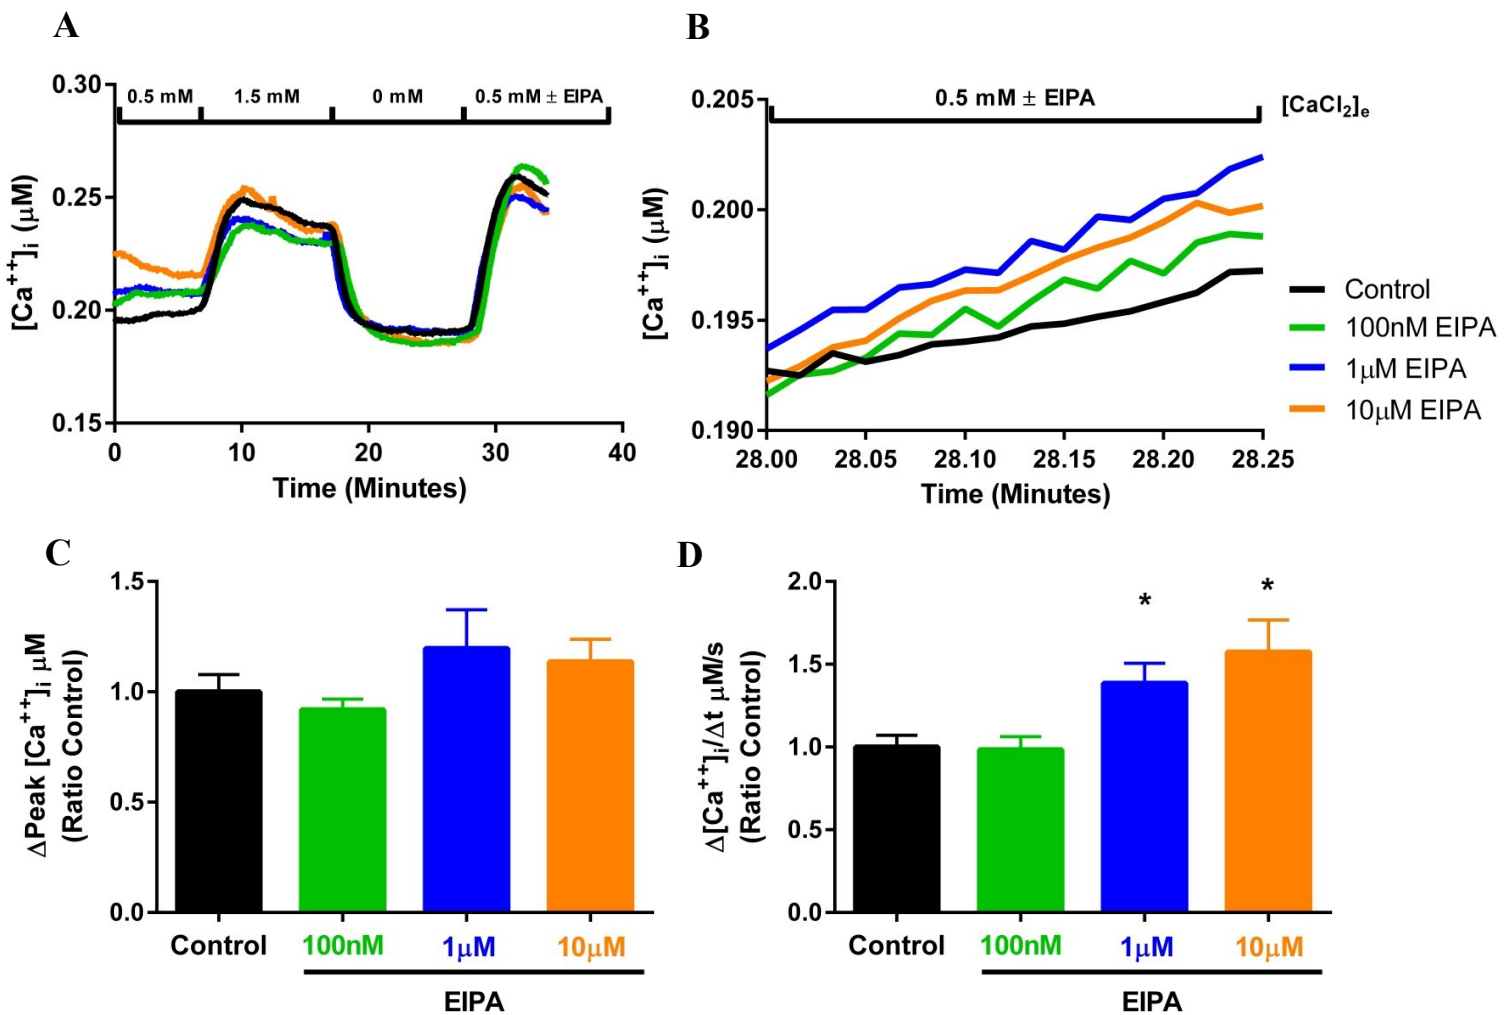 A
0.30
0.25
0.20
0.15
[Ca++]i (μM)
0.5 mM
1.5 mM
0 mM
0.5 mM ± EIPA
0
10
20
30
40
Time (Minutes)
B
0.205
0.200
0.195
0.190
[Ca++]i (μM)
0.5 mM ± EIPA
[CaCl2]e
28.00
28.05
28.10
28.15
28.20
28.25
Time (Minutes)
Control
100nM EIPA
1μM EIPA
10μM EIPA
C
1.5
1.0
0.5
0.0
ΔPeak [Ca++]i μM
(Ratio Control)
Control
100nM
1μM
10μM
EIPA
D
2.0
1.5
1.0
0.5
0.0
Δ[Ca++]i/Δt μM/s
(Ratio Control)
*
*
Control
100nM
1μM
10μM
EIPA